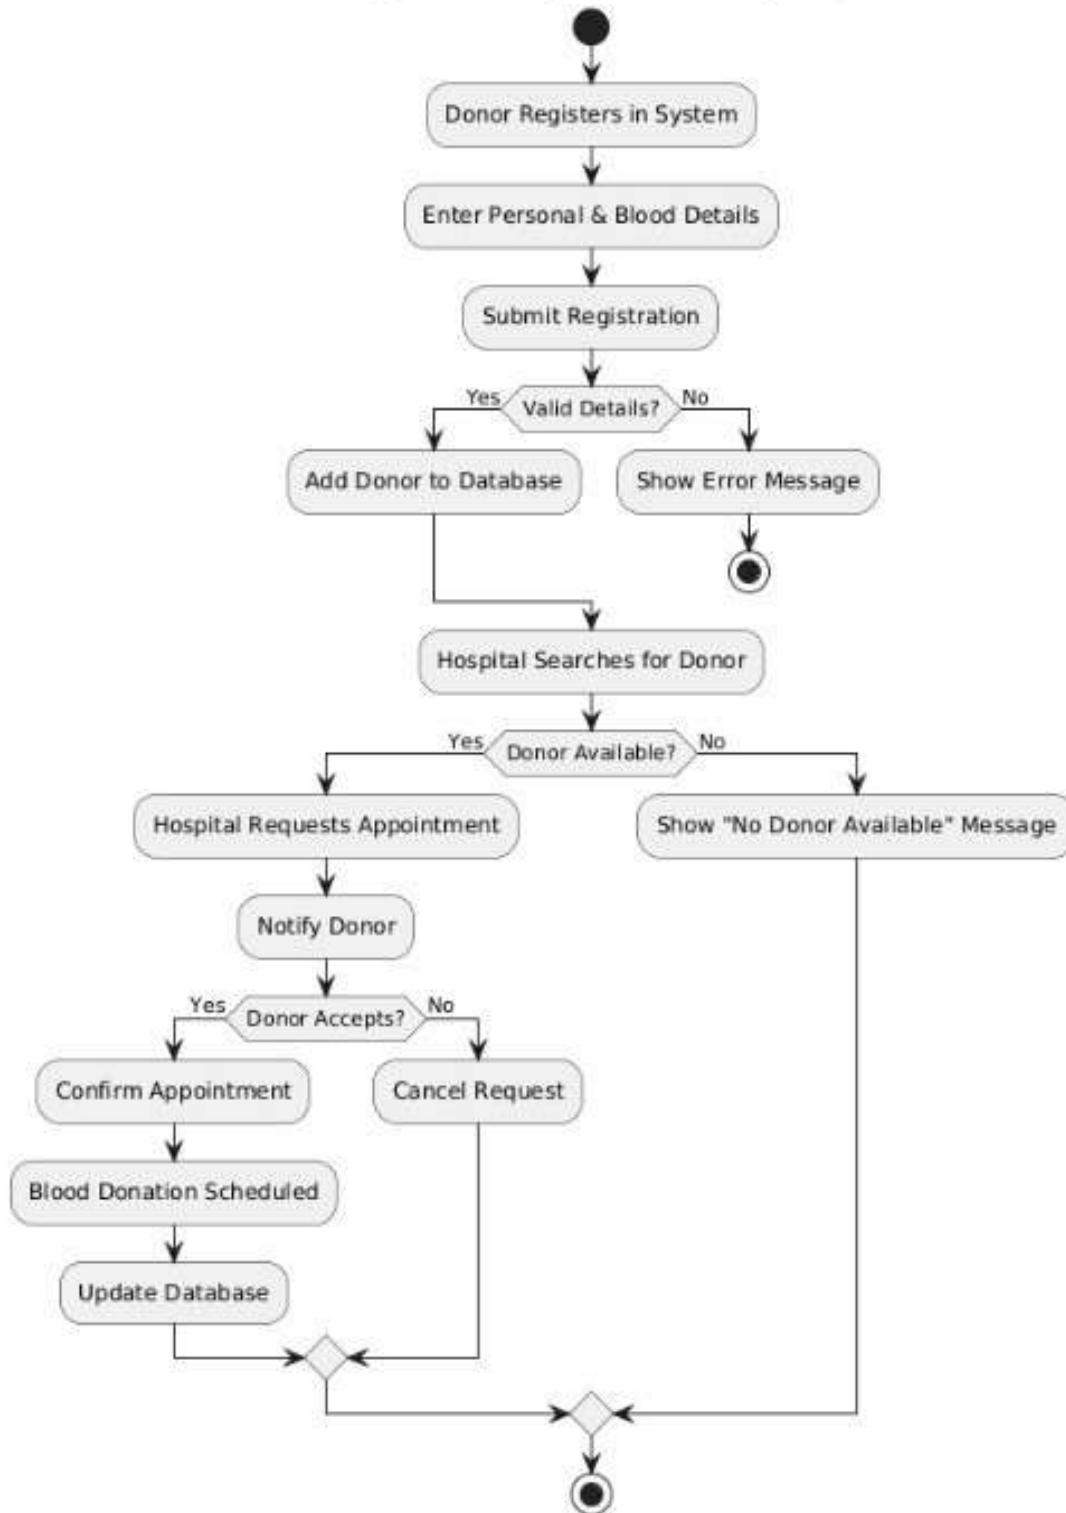 Donor Registers in System
Enter Personal & Blood Details
Submit Registration
Yes
Valid Details?
No
Add Donor to Database
Show Error Message
Hospital Searches for Donor
Yes
Donor Available?
No
Hospital Requests Appointment
Show "No Donor Available" Message
Notify Donor
Yes
Donor Accepts?
No
Confirm Appointment
Cancel Request
Blood Donation Scheduled
Update Database